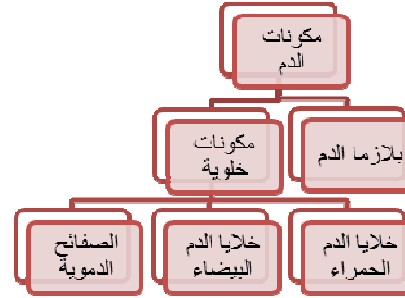 مكونات
الدم
بلازما الدم
مكونات
خلوية
خلايا الدم
الحمراء
خلايا الدم
البيضاء
الصفائح
الدموية